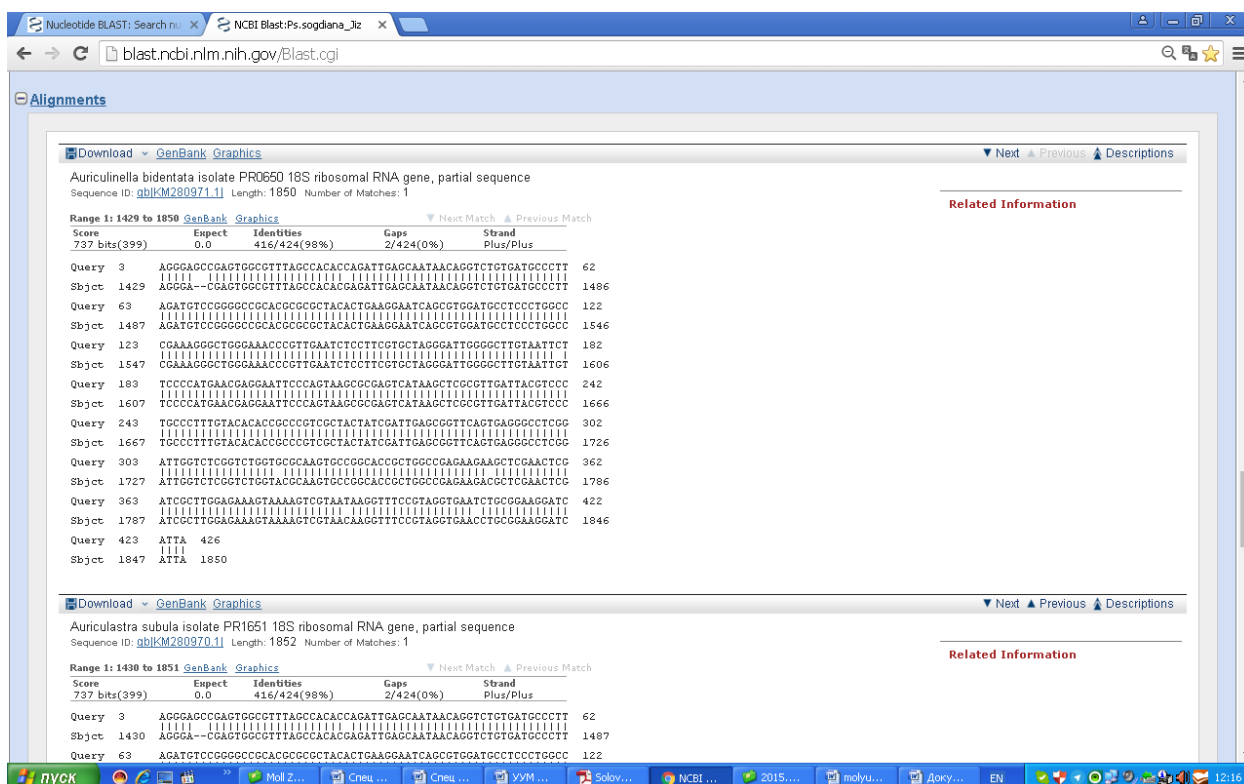 Nucleotide BLAST: Search nu
NCBI Blast:Ps.sogdiana_Jiz
blast.ncbi.nlm.nih.gov/Blast.cgi
Alignments
Download GenBank Graphics
▼ Next ▲ Previous Descriptions
Auriculinella bidentata isolate PR0650 18S ribosomal RNA gene, partial sequence
Sequence ID: gb|KM280971.1| Length: 1850 Number of Matches: 1
Related Information
Range 1: 1429 to 1850 GenBank Graphics ▼ Next Match ▲ Previous Match
Score Expect Identities Gaps Strand
737 bits(399) 0.0 416/424(98%) 2/424(0%) Plus/Plus
Query 3 AGGGAGCCGAGTGGCGTTTAGCCACACCAGATTGAGCAATAACAGGTCTGTGATGCCCTT 62
Sbjct 1429 AGGGA--CGAGTGGCGTTTAGCCACACGAGATTGAGCAATAACAGGTCTGTGATGCCCTT 1486
Query 63 AGATGTCCGGGGCCGCACGCGCGCTACACTGAAGGAATCAGCGTGGATGCCTCCCTGGCC 122
Sbjct 1487 AGATGTCCGGGGCCGCACGCGCGCTACACTGAAGGAATCAGCGTGGATGCCTCCCTGGCC 1546
Query 123 CGAAAGGGCTGGGAAACCCGTTGAATCTCCTTCGTGCTAGGGATTGGGGCTTGTAATTCT 182
Sbjct 1547 CGAAAGGGCTGGGAAACCCGTTGAATCTCCTTCGTGCTAGGGATTGGGGCTTGTAATTGT 1606
Query 183 TCCCCATGAACGAGGAATTCCCAGTAAGCGCGAGTCATAAGCTCGCGTTGATTACGTCCC 242
Sbjct 1607 TCCCCATGAACGAGGAATTCCCAGTAAGCGCGAGTCATAAGCTCGCGTTGATTACGTCCC 1666
Query 243 TGCCCTTTGTACACACCGCCCGTCGCTACTATCGATTGAGCGGTTCAGTGAGGGCCTCGG 302
Sbjct 1667 TGCCCTTTGTACACACCGCCCGTCGCTACTATCGATTGAGCGGTTCAGTGAGGGCCTCGG 1726
Query 303 ATTGGTCTCGGTCTGGTGCGCAAGTGCCGGCACCGCTGGCCGAGAAGAAGCTCGAACTCG 362
Sbjct 1727 ATTGGTCTCGGTCTGGTACGCAAGTGCCGGCACCGCTGGCCGAGAAGACGCTCGAACTCG 1786
Query 363 ATCGCTTGGAGAAAGTAAAAGTCGTAATAAGGTTTCCGTAGGTGAATCTGCGGAAGGATC 422
Sbjct 1787 ATCGCTTGGAGAAAGTAAAAGTCGTAACAAGGTTTCCGTAGGTGAACCTGCGGAAGGATC 1846
Query 423 ATTA 426
Sbjct 1847 ATTA 1850
Download GenBank Graphics
▼ Next ▲ Previous Descriptions
Auriculastra subula isolate PR1651 18S ribosomal RNA gene, partial sequence
Sequence ID: gb|KM280970.1| Length: 1852 Number of Matches: 1
Related Information
Range 1: 1430 to 1851 GenBank Graphics ▼ Next Match ▲ Previous Match
Score Expect Identities Gaps Strand
737 bits(399) 0.0 416/424(98%) 2/424(0%) Plus/Plus
Query 3 AGGGAGCCGAGTGGCGTTTAGCCACACCAGATTGAGCAATAACAGGTCTGTGATGCCCTT 62
Sbjct 1430 AGGGA--CGAGTGGCGTTTAGCCACACGAGATTGAGCAATAACAGGTCTGTGATGCCCTT 1487
Query 63 AGATGTCCGGGGCCGCACGCGCGCTACACTGAAGGAATCAGCGTGGATGCCTCCCTGGCC 122
пуск Moll Z... Спец ... Спец ... УУМ ... Solov... NCBI ... 2015.... molyu... Доку... EN 12:16